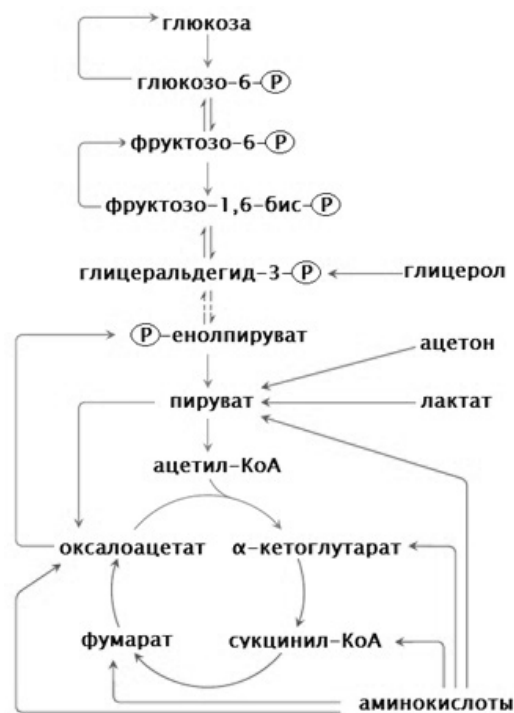 глюкоза
глюкозо-6-P
фруктозо-6-P
фруктозо-1,6-бис-P
глицеральдегид-3-P глицерол
P-енолпируват
ацетон
пируват лактат
ацетил-КоА
оксалоацетат α-кетоглутарат
фумарат сукцинил-КоА
аминокислоты